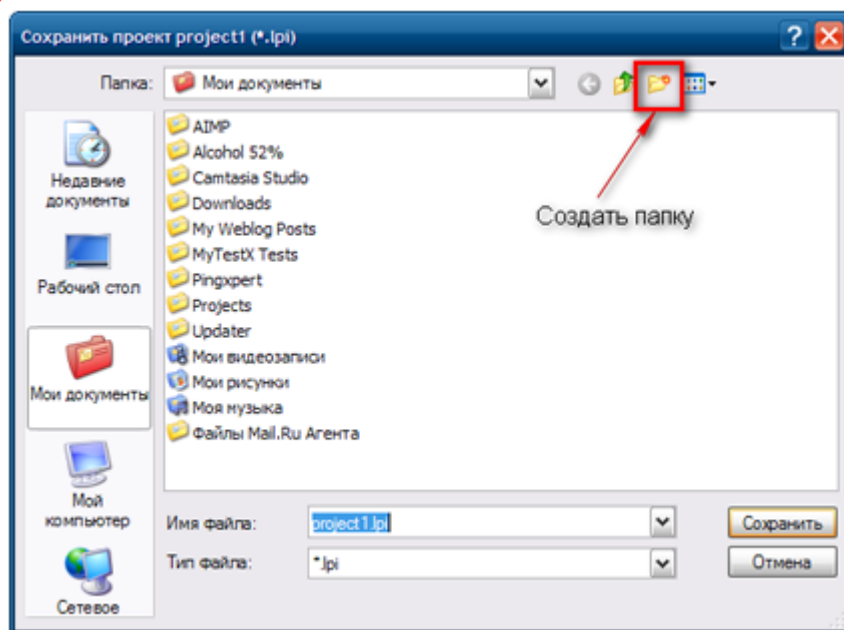 Сохранить проект project1 (*.lpi)
Папка:
Мои документы
Недавние
документы
Рабочий стол
Мои документы
Мой
компьютер
Сетевое
AIMP
Alcohol 52%
Camtasia Studio
Downloads
My Weblog Posts
MyTestX Tests
Pingxpert
Projects
Updater
Мои видеозаписи
Мои рисунки
Моя музыка
Файлы Mail.Ru Агента
Создать папку
Имя файла:
project1.lpi
Сохранить
Тип файла:
*.lpi
Отмена